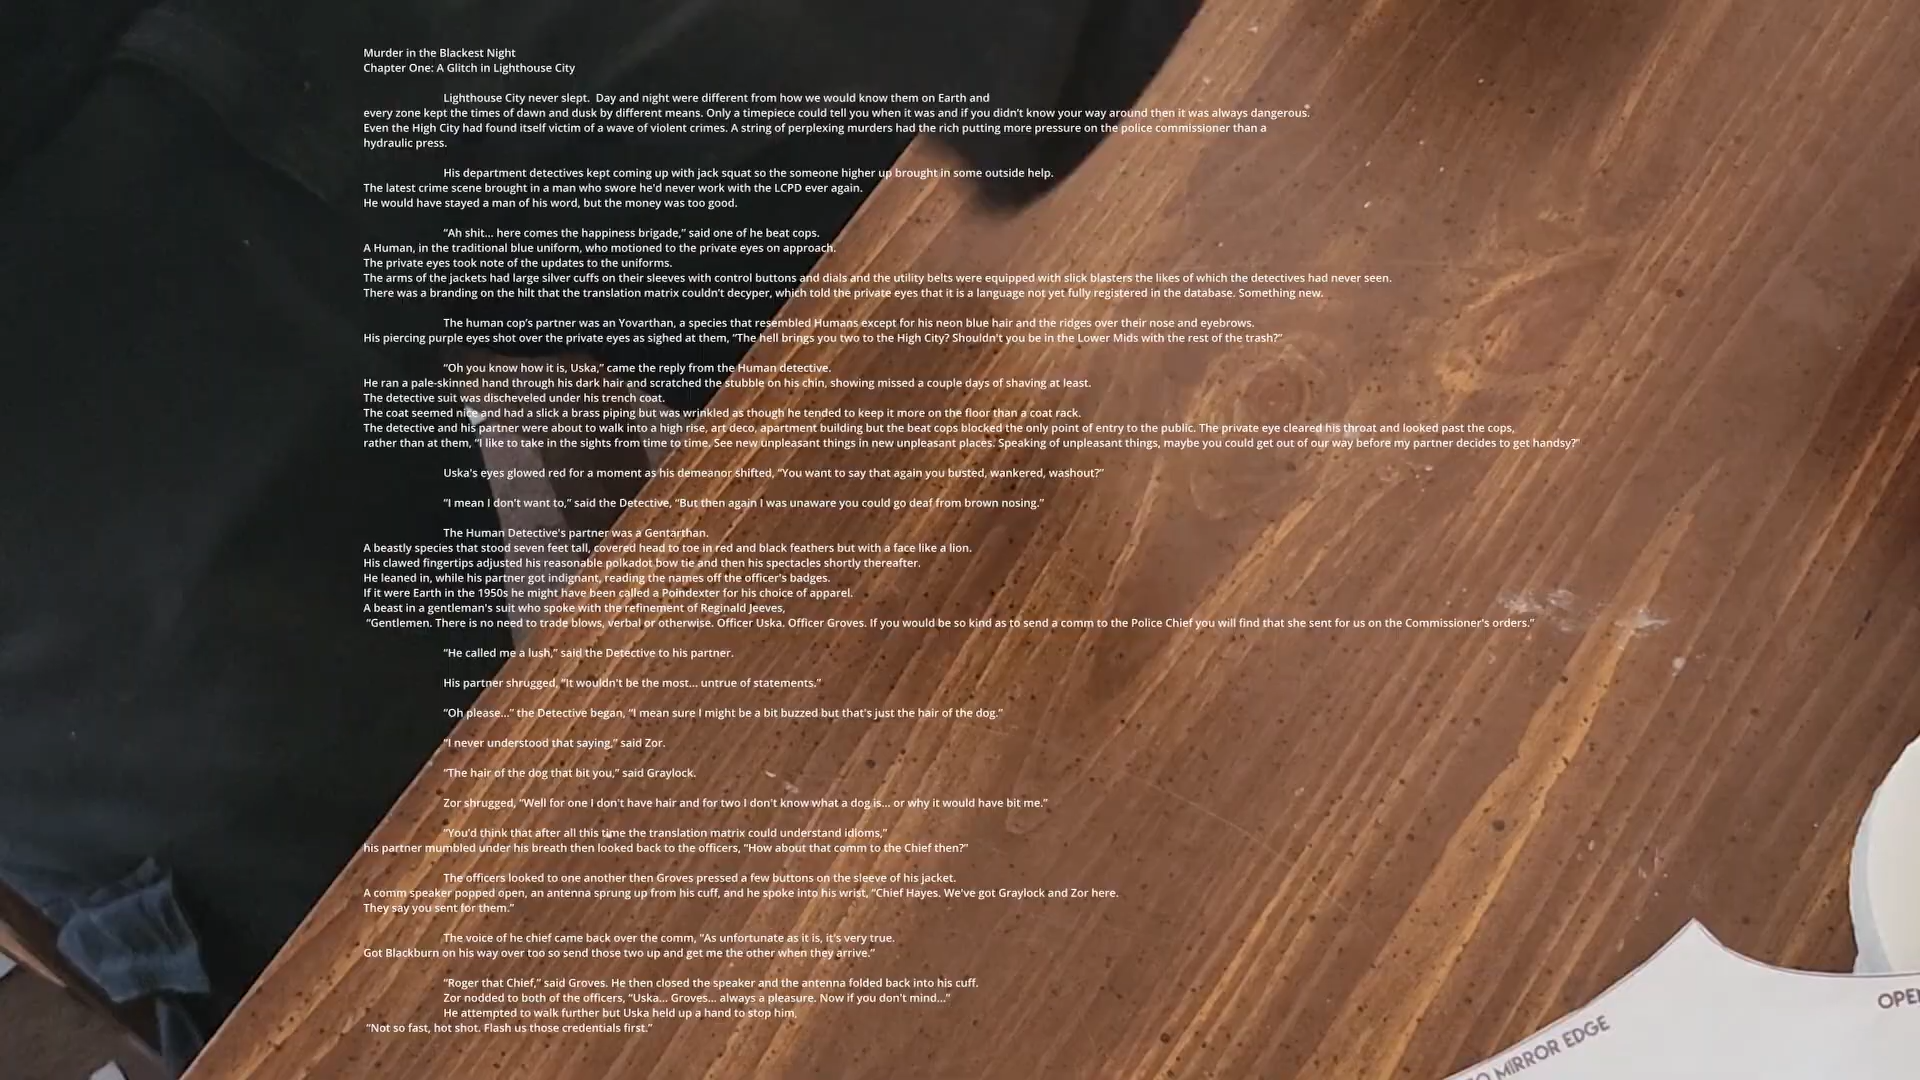 Murder in the Blackest Night
Chapter One: A Glitch in Lighthouse City
Lighthouse City never slept.  Day and night were different from how we would know them on Earth and
every zone kept the times of dawn and dusk by different means. Only a timepiece could tell you when it was and if you didn't know your way around then it was always dangerous.
Even the High City had found itself victim of a wave of violent crimes. A string of perplexing murders had the rich putting more pressure on the police commissioner than a
hydraulic press.
His department detectives kept coming up with jack squat so the someone higher up brought in some outside help.
The latest crime scene brought in a man who swore he'd never work with the LCPD ever again.
He would have stayed a man of his word, but the money was too good.
“Ah shit... here comes the happiness brigade,” said one of he beat cops.
A Human, in the traditional blue uniform, who motioned to the private eyes on approach.
The private eyes took note of the updates to the uniforms.
The arms of the jackets had large silver cuffs on their sleeves with control buttons and dials and the utility belts were equipped with slick blasters the likes of which the detectives had never seen.
There was a branding on the hilt that the translation matrix couldn't decyper, which told the private eyes that it is a language not yet fully registered in the database. Something new.
The human cop's partner was an Yovarthan, a species that resembled Humans except for his neon blue hair and the ridges over their nose and eyebrows.
His piercing purple eyes shot over the private eyes as sighed at them, “The hell brings you two to the High City? Shouldn't you be in the Lower Mids with the rest of the trash?”
“Oh you know how it is, Uska,” came the reply from the Human detective.
He ran a pale-skinned hand through his dark hair and scratched the stubble on his chin, showing missed a couple days of shaving at least.
The detective suit was discheveled under his trench coat.
The coat seemed nice and had a slick a brass piping but was wrinkled as though he tended to keep it more on the floor than a coat rack.
The detective and his partner were about to walk into a high rise, art deco, apartment building but the beat cops blocked the only point of entry to the public. The private eye cleared his throat and looked past the cops,
rather than at them, “I like to take in the sights from time to time. See new unpleasant things in new unpleasant places. Speaking of unpleasant things, maybe you could get out of our way before my partner decides to get handsy?”
Uska's eyes glowed red for a moment as his demeanor shifted, “You want to say that again you busted, wankered, washout?”
“I mean I don't want to,” said the Detective, “But then again I was unaware you could go deaf from brown nosing.”
The Human Detective's partner was a Gentarthan.
A beastly species that stood seven feet tall, covered head to toe in red and black feathers but with a face like a lion.
His clawed fingertips adjusted his reasonable polkadot bow tie and then his spectacles shortly thereafter.
He leaned in, while his partner got indignant, reading the names off the officer's badges.
If it were Earth in the 1950s he might have been called a Poindexter for his choice of apparel.
A beast in a gentleman's suit who spoke with the refinement of Reginald Jeeves,
“Gentlemen. There is no need to trade blows, verbal or otherwise. Officer Uska. Officer Groves. If you would be so kind as to send a comm to the Police Chief you will find that she sent for us on the Commissioner's orders.”
“He called me a lush,” said the Detective to his partner.
His partner shrugged, “It wouldn't be the most... untrue of statements.”
“Oh please...” the Detective began, “I mean sure I might be a bit buzzed but that's just the hair of the dog.”
“I never understood that saying,” said Zor.
“The hair of the dog that bit you,” said Graylock.
Zor shrugged, “Well for one I don't have hair and for two I don't know what a dog is... or why it would have bit me.”
“You'd think that after all this time the translation matrix could understand idioms,”
his partner mumbled under his breath then looked back to the officers, “How about that comm to the Chief then?”
The officers looked to one another then Groves pressed a few buttons on the sleeve of his jacket.
A comm speaker popped open, an antenna sprung up from his cuff, and he spoke into his wrist, “Chief Hayes. We've got Graylock and Zor here.
They say you sent for them.”
The voice of he chief came back over the comm, “As unfortunate as it is, it's very true.
Got Blackburn on his way over too so send those two up and get me the other when they arrive.”
“Roger that Chief,” said Groves. He then closed the speaker and the antenna folded back into his cuff.
Zor nodded to both of the officers, “Uska... Groves... always a pleasure. Now if you don't mind...”
He attempted to walk further but Uska held up a hand to stop him,
“Not so fast, hot shot. Flash us those credentials first.”
OPE
MIRROR EDGE